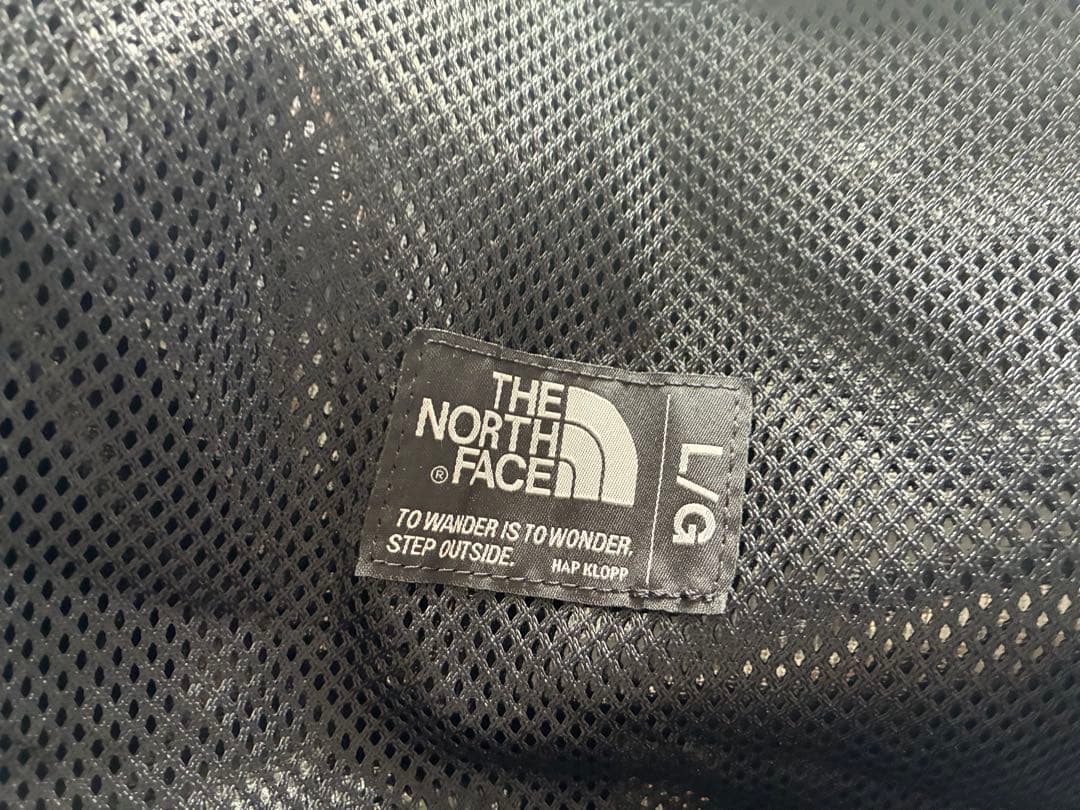 THE
NORTH
® FACE
TO WANDER IS TO WONDER.
STEP OUTSIDE.
HAP KLOPP
L/G